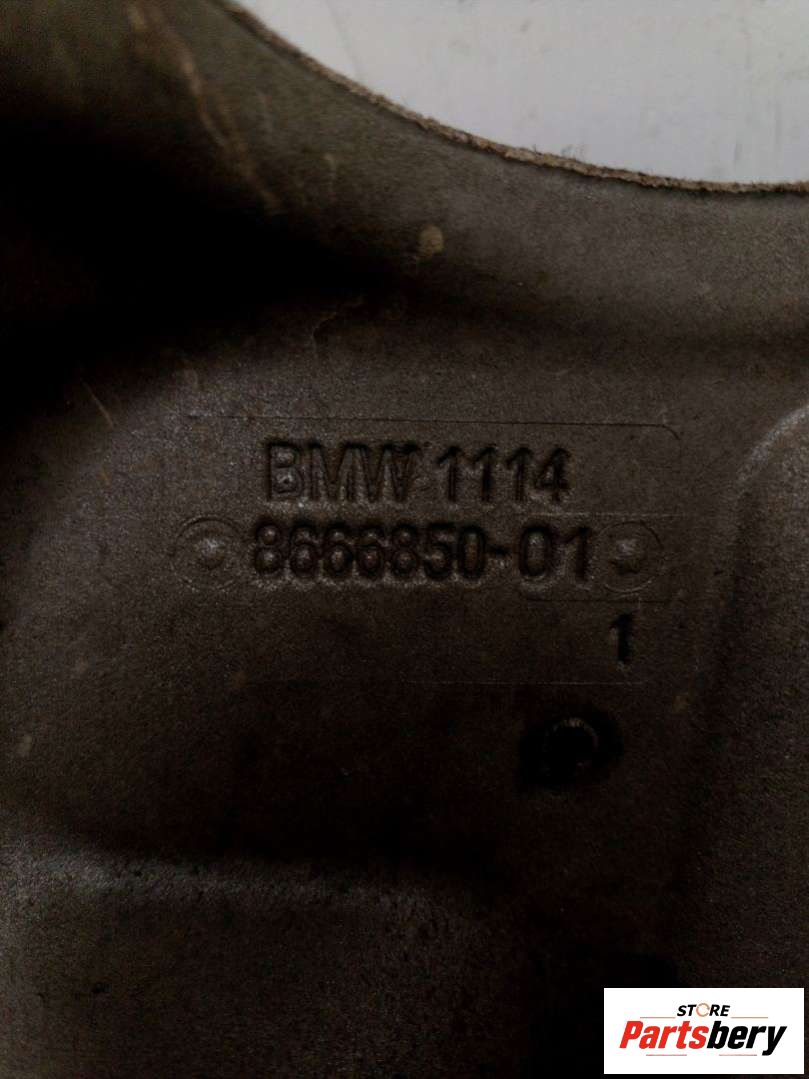 BMW 1114
8666850-01
1
STORE
Partsbery